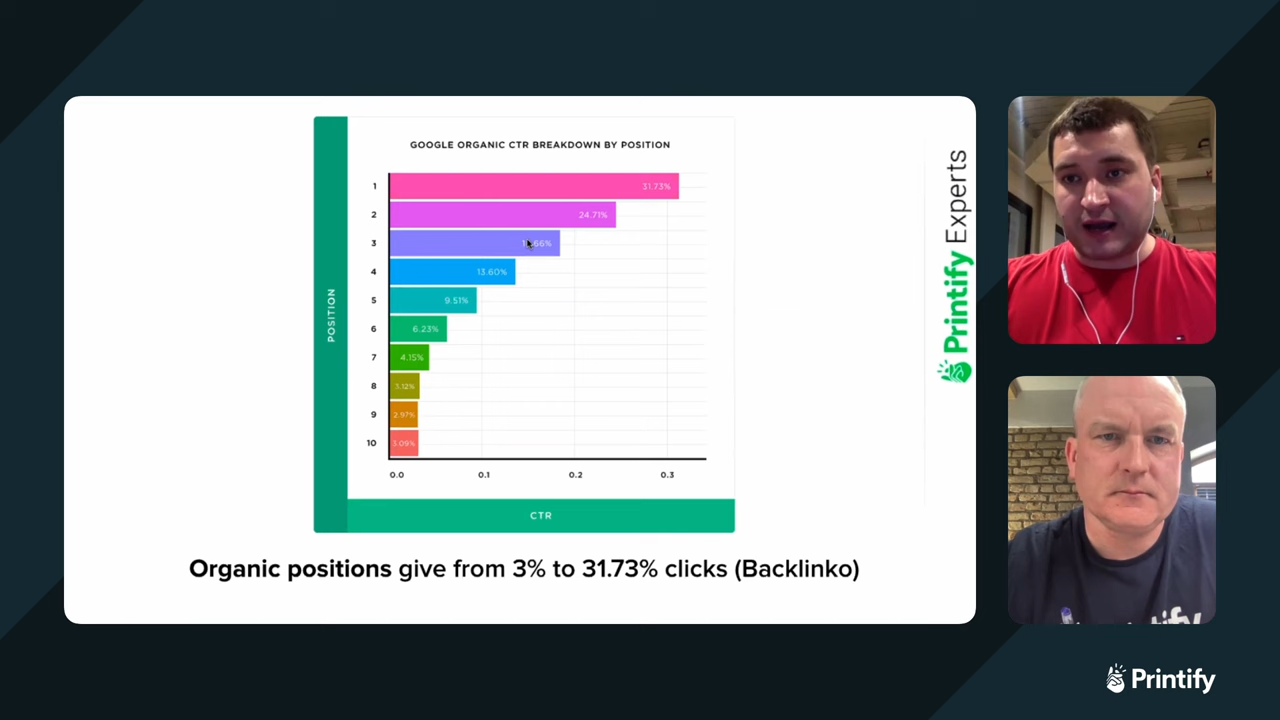 GOOGLE ORGANIC CTR BREAKDOWN BY POSITION
POSITION
1
31.73%
2
24.71%
3
4
13.60%
5
9.51%
6
6.23%
7
4.15%
8
3.12%
9
2.97%
10
3.09%
0.0 0.1 0.2 0.3
CTR
Organic positions give from 3% to 31.73% clicks (Backlinko)
Printify Experts
Printify